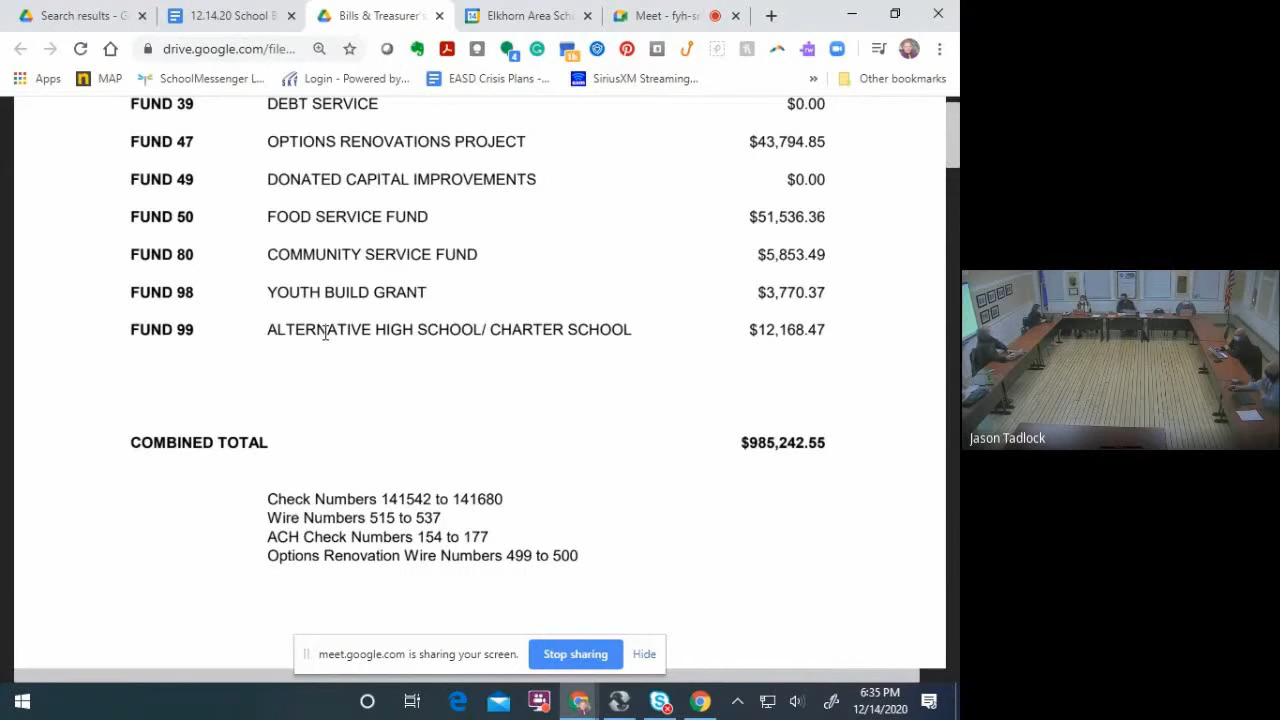 Search results - G
12.14.20 School B
Bills & Treasurer's
Elkhorn Area Sch
Meet - fyh-sr
drive.google.com/file...
4
1h
rw
Apps
MAP
SchoolMessenger L...
Login - Powered by...
EASD Crisis Plans -...
SiriusXM Streaming...
»
Other bookmarks
FUND 39 DEBT SERVICE $0.00
FUND 47 OPTIONS RENOVATIONS PROJECT $43,794.85
FUND 49 DONATED CAPITAL IMPROVEMENTS $0.00
FUND 50 FOOD SERVICE FUND $51,536.36
FUND 80 COMMUNITY SERVICE FUND $5,853.49
FUND 98 YOUTH BUILD GRANT $3,770.37
FUND 99 ALTERNATIVE HIGH SCHOOL/ CHARTER SCHOOL $12,168.47
COMBINED TOTAL $985,242.55
Check Numbers 141542 to 141680
Wire Numbers 515 to 537
ACH Check Numbers 154 to 177
Options Renovation Wire Numbers 499 to 500
meet.google.com is sharing your screen.
Stop sharing
Hide
Jason Tadlock
6:35 PM
12/14/2020